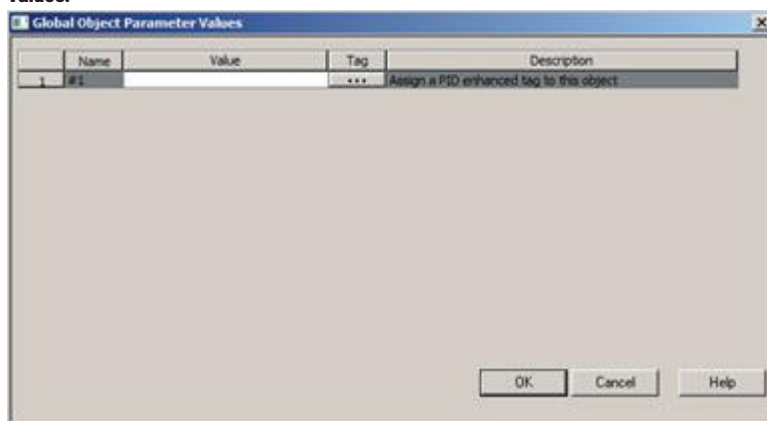 values.
Global Object Parameter Values
Name Value Tag Description
1 #1 ... Assign a PID enhanced tag to this object
OK Cancel Help